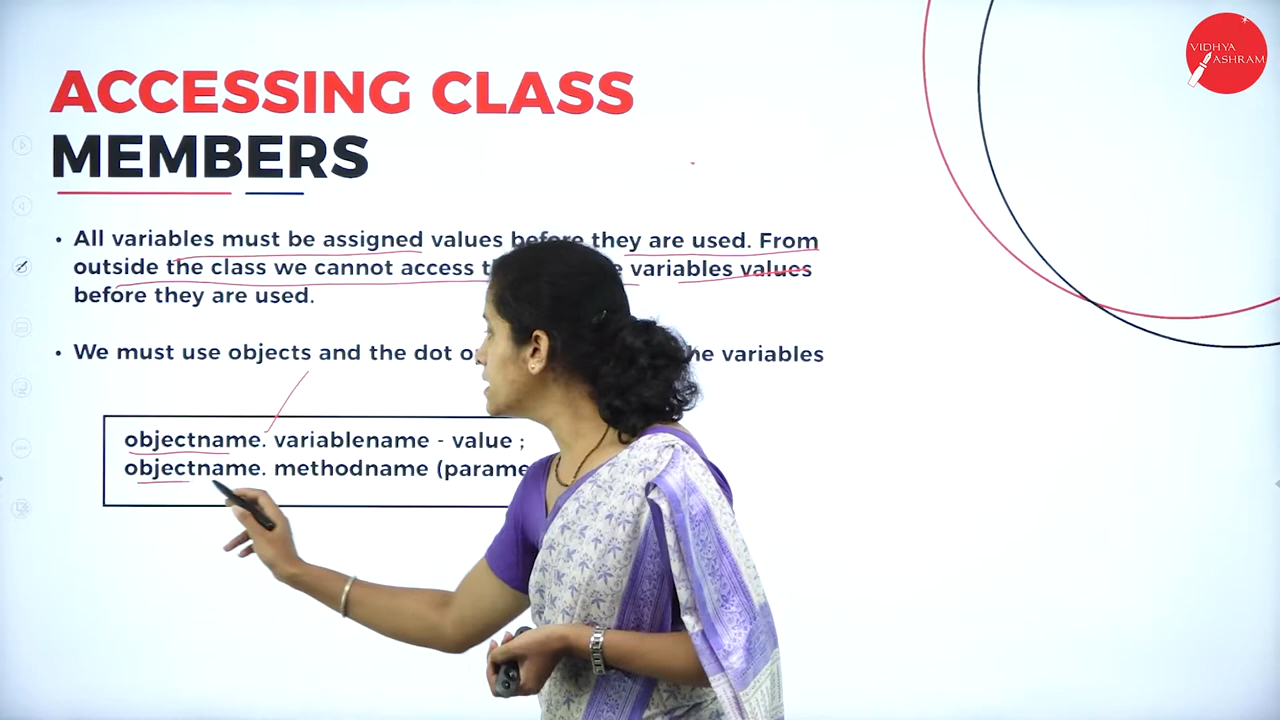 VIDHYA
ASHRAM
ACCESSING CLASS
MEMBERS
• All variables must be assigned values before they are used. From
outside the class we cannot access variables values
before they are used.
• We must use objects and the dot the variables
objectname. variablename - value ;
objectname. methodname